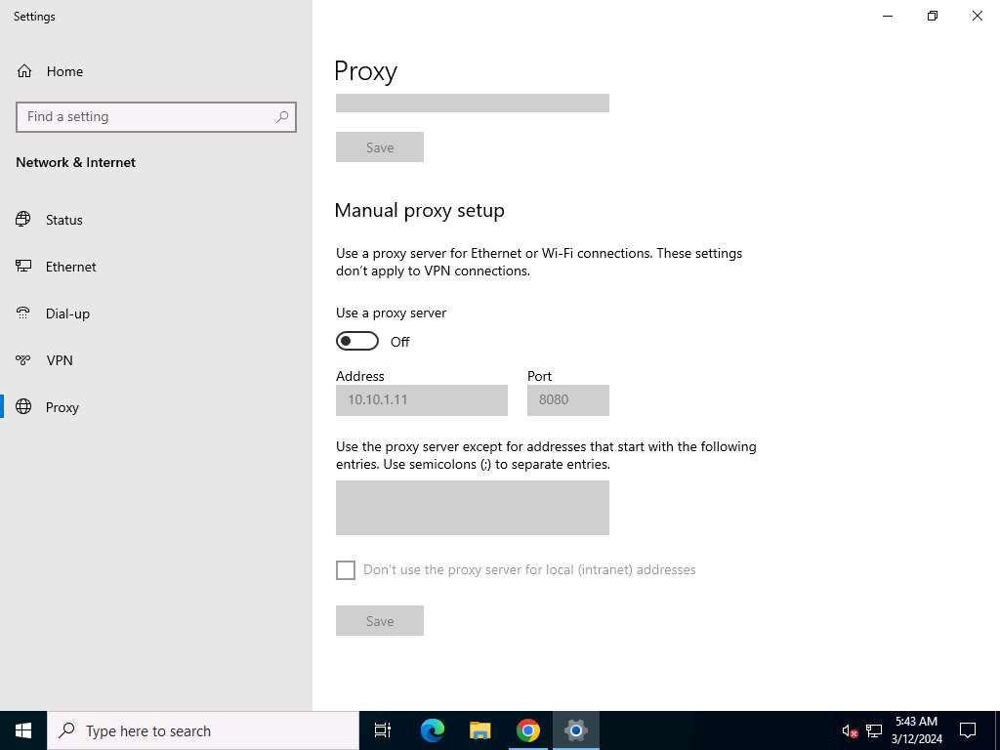 Settings
Home
Find a setting
Network & Internet
Status
Ethernet
Dial-up
VPN
Proxy
Proxy
Save
Manual proxy setup
Use a proxy server for Ethernet or Wi-Fi connections. These settings
don't apply to VPN connections.
Use a proxy server
Off
Address Port
10.10.1.11 8080
Use the proxy server except for addresses that start with the following
entries. Use semicolons (;) to separate entries.
Don't use the proxy server for local (intranet) addresses
Save
Type here to search
5:43 AM
3/12/2024